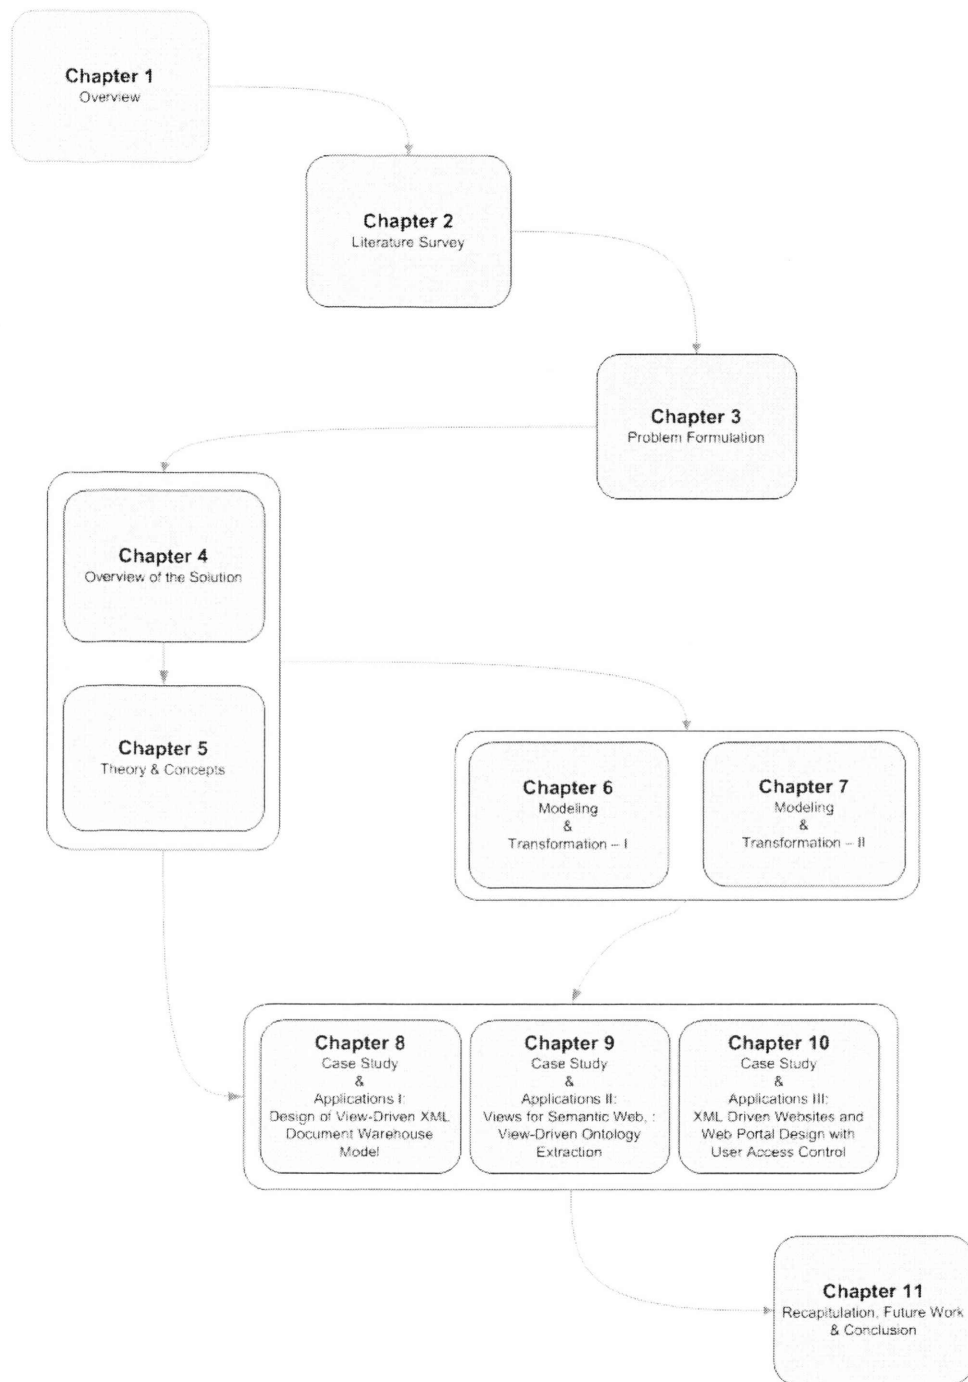 Chapter 1
Overview
Chapter 2
Literature Survey
Chapter 3
Problem Formulation
Chapter 4
Overview of the Solution
Chapter 5
Theory & Concepts
Chapter 6
Modeling
&
Transformation – I
Chapter 7
Modeling
&
Transformation – II
Chapter 8
Case Study
&
Applications I:
Design of View-Driven XML
Document Warehouse
Model
Chapter 9
Case Study
&
Applications II:
Views for Semantic Web, :
View-Driven Ontology
Extraction
Chapter 10
Case Study
&
Applications III:
XML Driven Websites and
Web Portal Design with
User Access Control
Chapter 11
Recapitulation, Future Work
& Conclusion